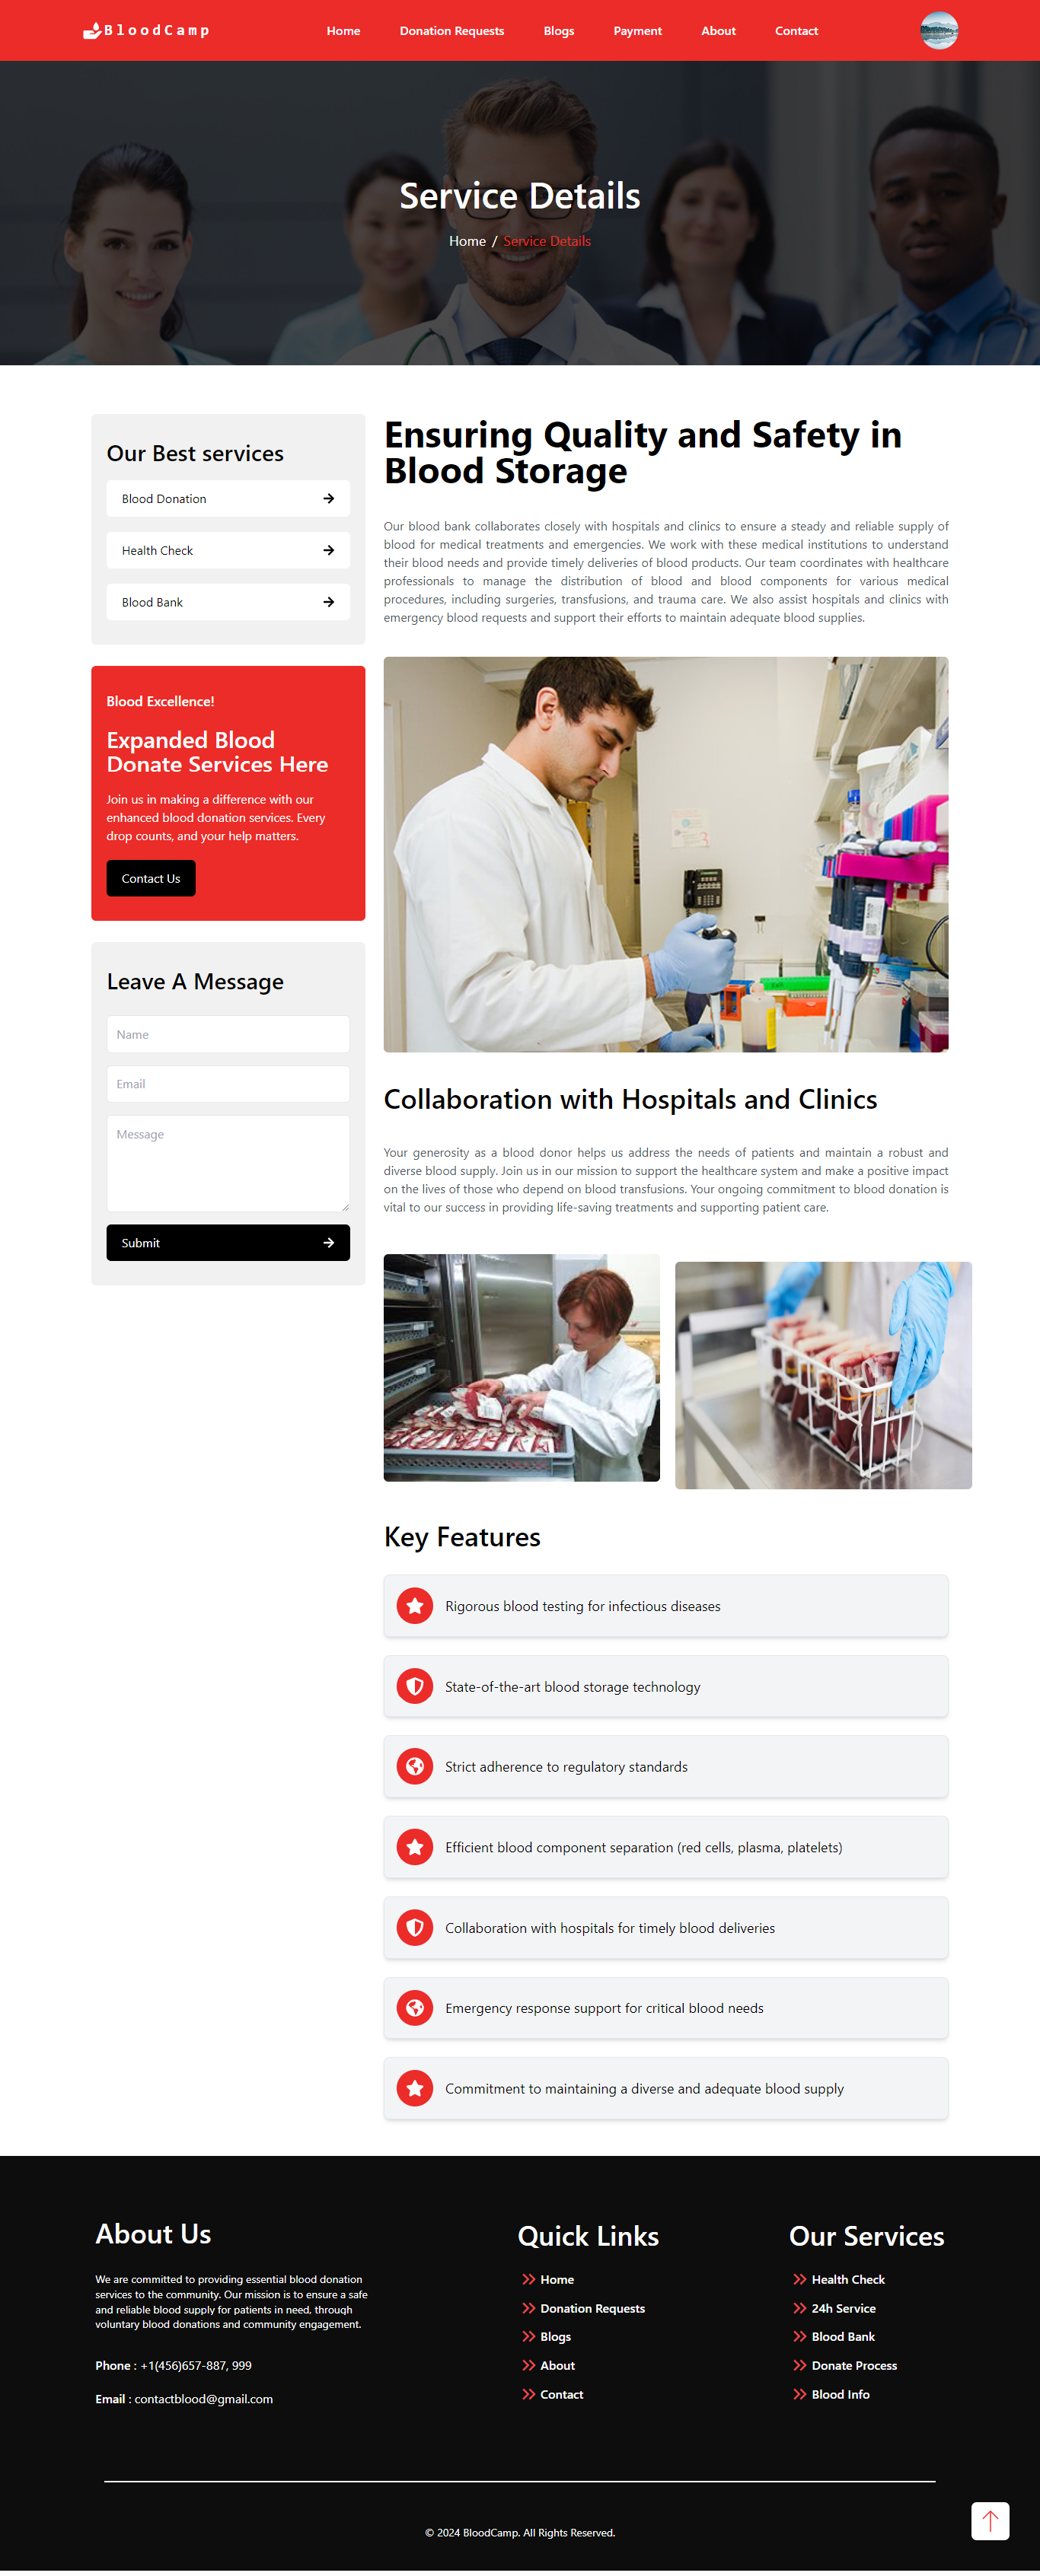 BloodCamp
Home
Donation Requests
Blogs
Payment
About
Contact
Service Details
Home / Service Details
Our Best services
Blood Donation
Health Check
Blood Bank
Blood Excellence!
Expanded Blood
Donate Services Here
Join us in making a difference with our
enhanced blood donation services. Every
drop counts, and your help matters.
Contact Us
Leave A Message
Name
Email
Message
Submit
Ensuring Quality and Safety in
Blood Storage
Our blood bank collaborates closely with hospitals and clinics to ensure a steady and reliable supply of
blood for medical treatments and emergencies. We work with these medical institutions to understand
their blood needs and provide timely deliveries of blood products. Our team coordinates with healthcare
professionals to manage the distribution of blood and blood components for various medical
procedures, including surgeries, transfusions, and trauma care. We also assist hospitals and clinics with
emergency blood requests and support their efforts to maintain adequate blood supplies.
3
Collaboration with Hospitals and Clinics
Your generosity as a blood donor helps us address the needs of patients and maintain a robust and
diverse blood supply. Join us in our mission to support the healthcare system and make a positive impact
on the lives of those who depend on blood transfusions. Your ongoing commitment to blood donation is
vital to our success in providing life-saving treatments and supporting patient care.
Key Features
Rigorous blood testing for infectious diseases
State-of-the-art blood storage technology
Strict adherence to regulatory standards
Efficient blood component separation (red cells, plasma, platelets)
Collaboration with hospitals for timely blood deliveries
Emergency response support for critical blood needs
Commitment to maintaining a diverse and adequate blood supply
About Us
We are committed to providing essential blood donation
services to the community. Our mission is to ensure a safe
and reliable blood supply for patients in need, through
voluntary blood donations and community engagement.
Phone : +1(456)657-887, 999
Email : contactblood@gmail.com
Quick Links
Home
Donation Requests
Blogs
About
Contact
Our Services
Health Check
24h Service
Blood Bank
Donate Process
Blood Info
© 2024 BloodCamp. All Rights Reserved.